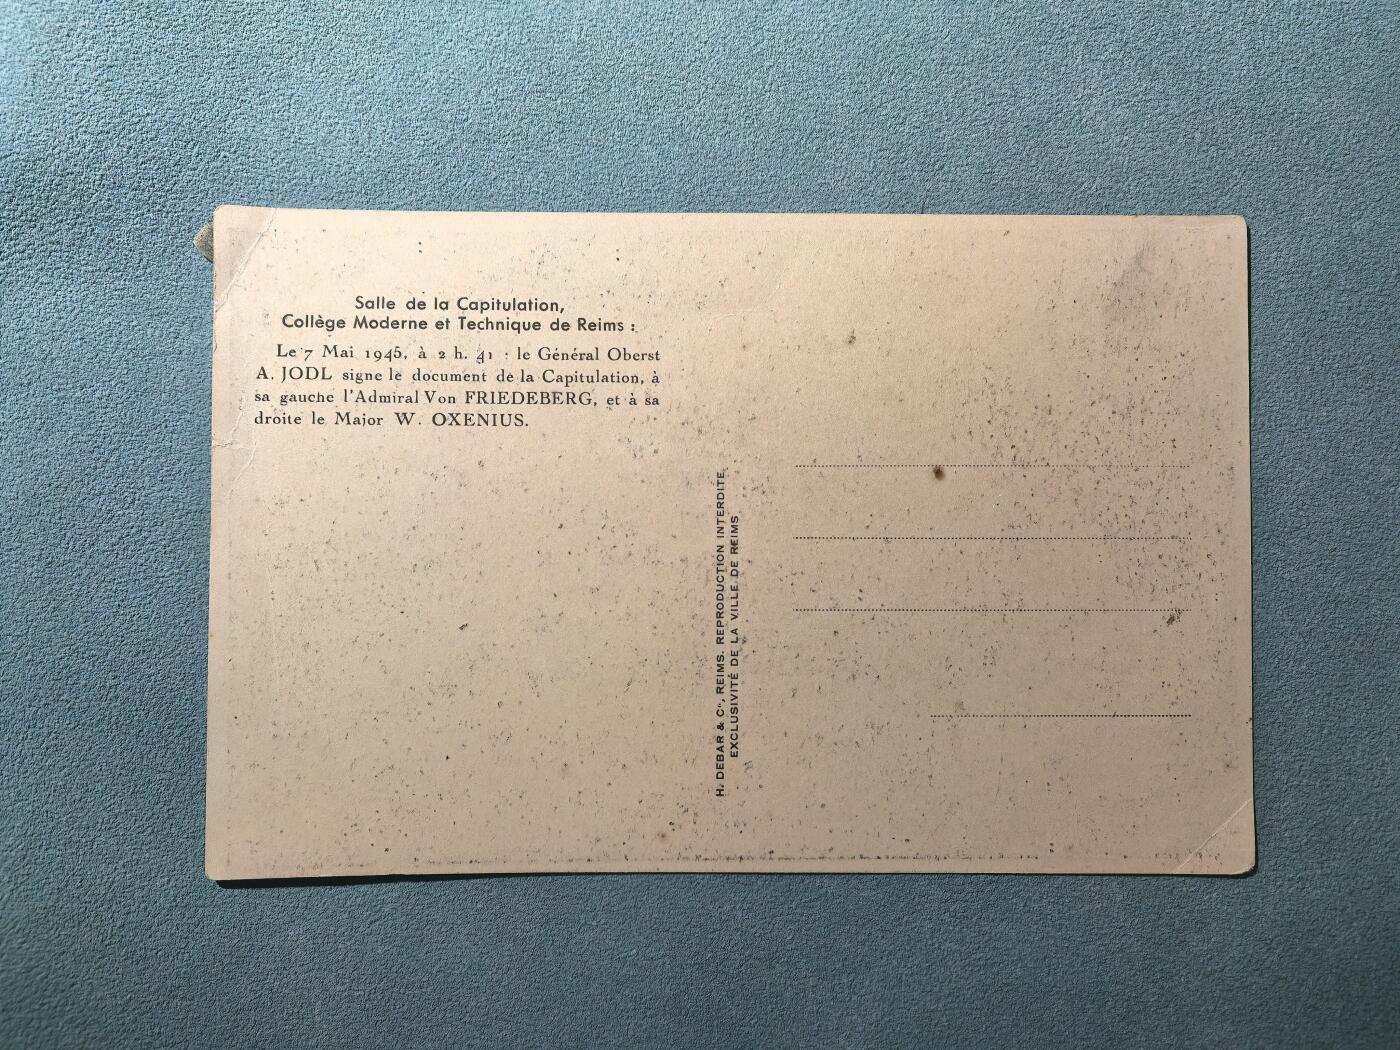 Salle de la Capitulation,
Collège Moderne et Technique de Reims :
Le 7 Mai 1945, à 2 h. 41 : le Général Oberst
A. JODL signe le document de la Capitulation, à
sa gauche l'Admiral Von FRIEDEBERG, et à sa
droite le Major W. OXENIUS.
H. DEBAR & Cie, REIMS. REPRODUCTION INTERDITE
EXCLUSIVITÉ DE LA VILLE DE REIMS